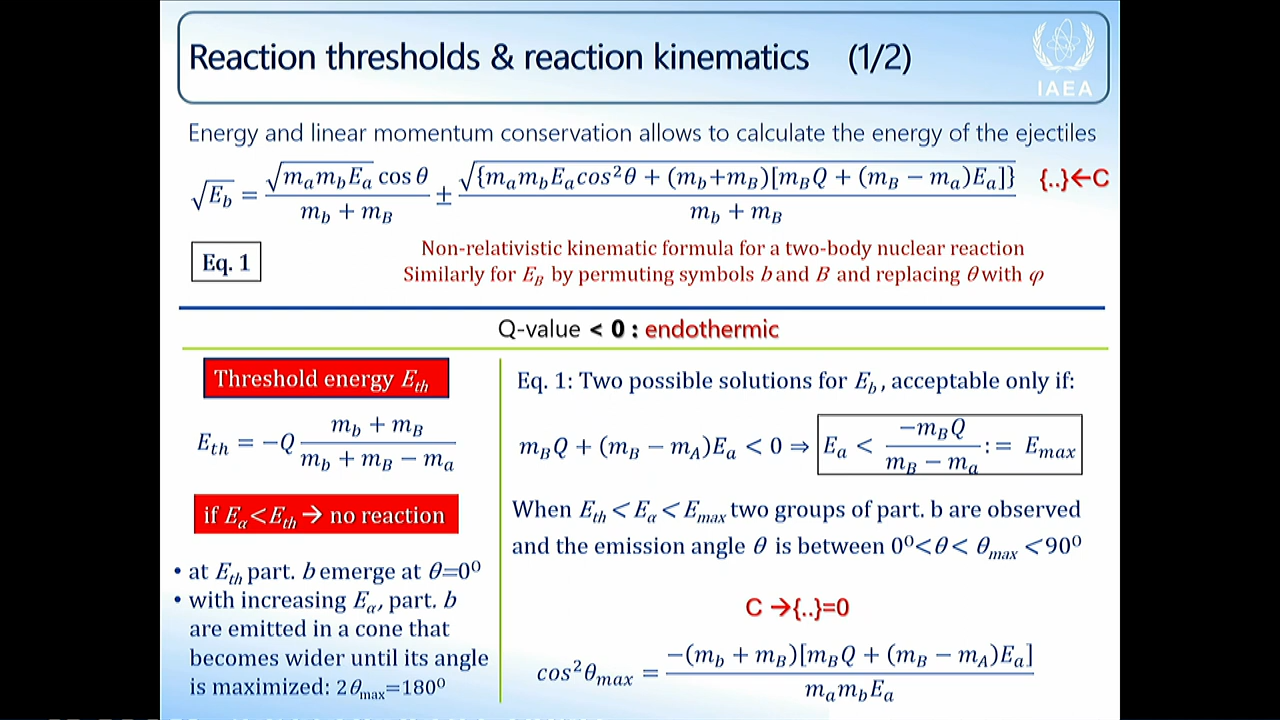 Reaction thresholds & reaction kinematics (1/2)
IAEA
Energy and linear momentum conservation allows to calculate the energy of the ejectiles
√E_b = √(m_a m_b E_a) cos θ / (m_b + m_B) ± √{m_a m_b E_a cos²θ + (m_b+m_B)[m_B Q + (m_B − m_a)E_a]} / (m_b + m_B) {..}←C
Eq. 1
Non-relativistic kinematic formula for a two-body nuclear reaction
Similarly for E_B by permuting symbols b and B and replacing θ with φ
Q-value < 0 : endothermic
Threshold energy E_th
E_th = −Q (m_b + m_B) / (m_b + m_B − m_a)
if E_α<E_th → no reaction
• at E_th part. b emerge at θ=0⁰
• with increasing E_α, part. b
are emitted in a cone that
becomes wider until its angle
is maximized: 2θ_max=180⁰
Eq. 1: Two possible solutions for E_b, acceptable only if:
m_B Q + (m_B − m_A)E_a < 0 ⇒ E_a < −m_B Q / (m_B − m_a) := E_max
When E_th<E_α<E_max two groups of part. b are observed
and the emission angle θ is between 0⁰<θ< θ_max <90⁰
C →{..}=0
cos²θ_max = −(m_b + m_B)[m_B Q + (m_B − m_A)E_a] / (m_a m_b E_a)